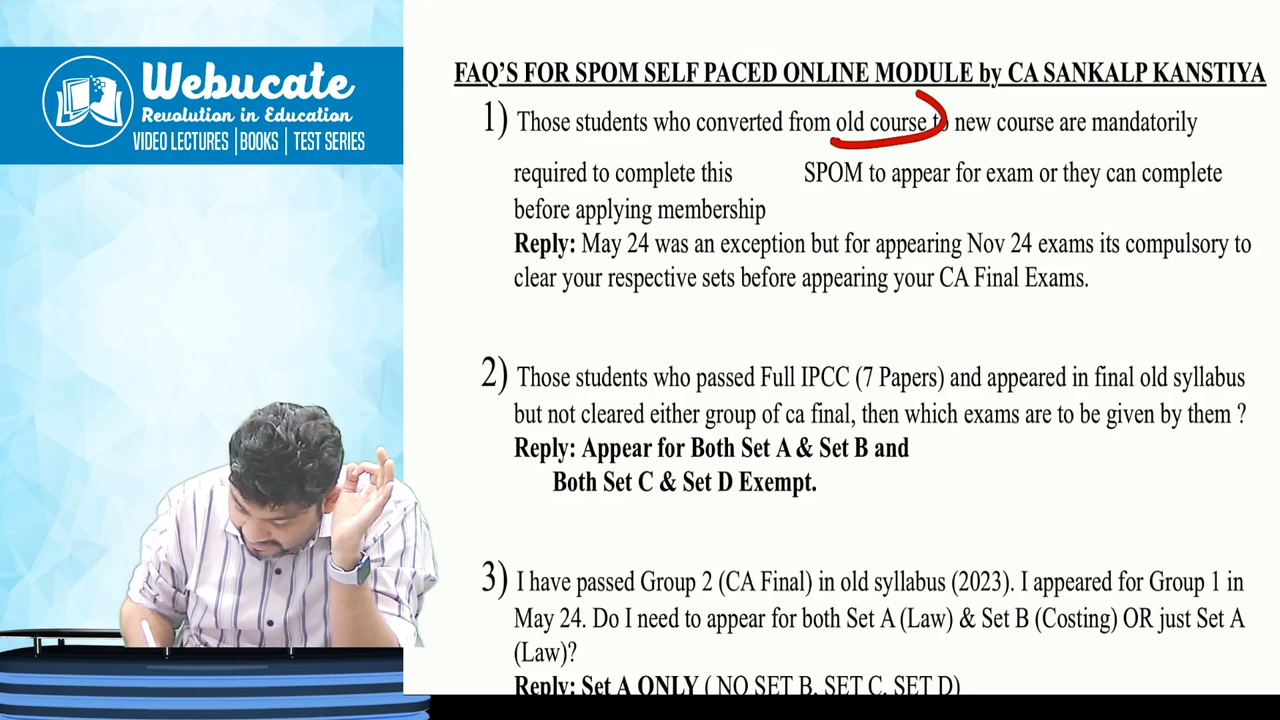 Webucate
Revolution in Education
VIDEO LECTURES | BOOKS | TEST SERIES
FAQ'S FOR SPOM SELF PACED ONLINE MODULE by CA SANKALP KANSTIYA
1) Those students who converted from old course to new course are mandatorily
required to complete this SPOM to appear for exam or they can complete
before applying membership
Reply: May 24 was an exception but for appearing Nov 24 exams its compulsory to
clear your respective sets before appearing your CA Final Exams.
2) Those students who passed Full IPCC (7 Papers) and appeared in final old syllabus
but not cleared either group of ca final, then which exams are to be given by them ?
Reply: Appear for Both Set A & Set B and
Both Set C & Set D Exempt.
3) I have passed Group 2 (CA Final) in old syllabus (2023). I appeared for Group 1 in
May 24. Do I need to appear for both Set A (Law) & Set B (Costing) OR just Set A
(Law)?
Reply: Set A ONLY ( NO SET B, SET C, SET D)